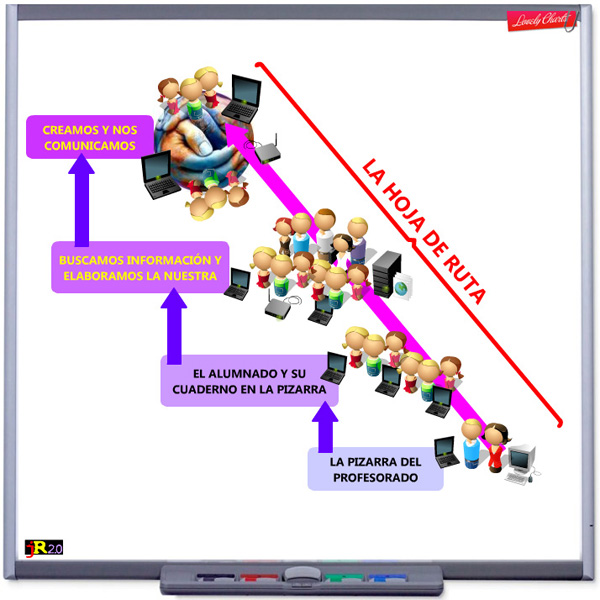 Lovely Charts
CREAMOS Y NOS
COMUNICAMOS
LA HOJA DE RUTA
BUSCAMOS INFORMACIÓN Y
ELABORAMOS LA NUESTRA
EL ALUMNADO Y SU
CUADERNO EN LA PIZARRA
LA PIZARRA DEL
PROFESORADO
jR 2.0